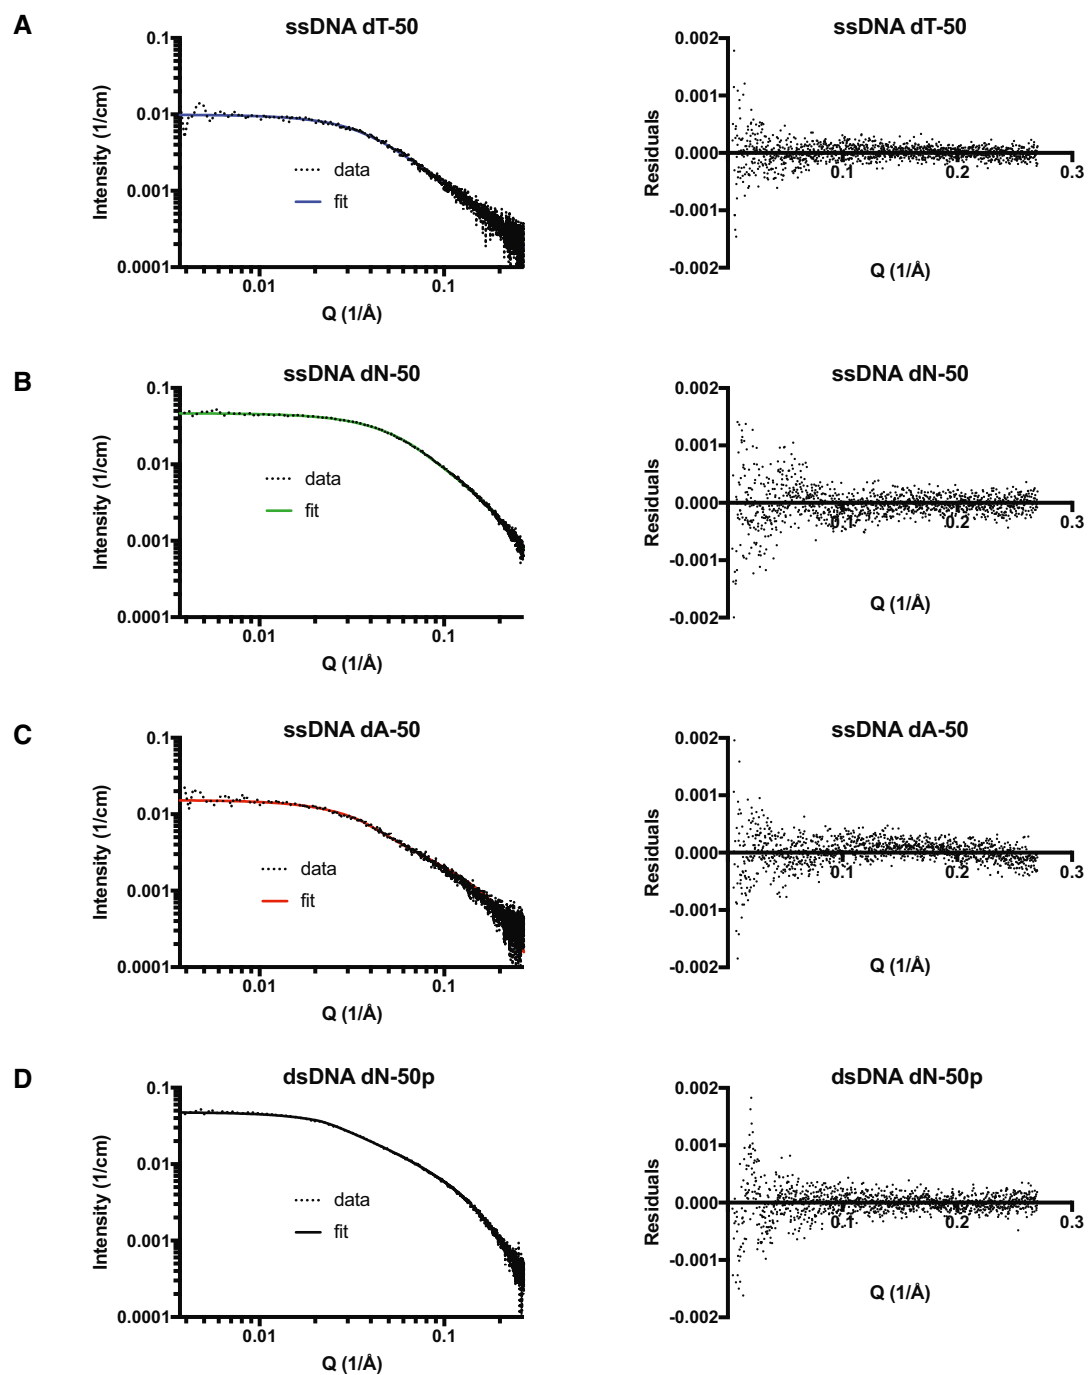 A
ssDNA dT-50
0.1
0.01
0.001
0.0001
Intensity (1/cm)
data
fit
0.01
0.1
Q (1/Å)
ssDNA dT-50
0.002
0.001
0.000
-0.001
-0.002
Residuals
0.1
0.2
0.3
Q (1/Å)
B
ssDNA dN-50
0.1
0.01
0.001
0.0001
Intensity (1/cm)
data
fit
0.01
0.1
Q (1/Å)
ssDNA dN-50
0.002
0.001
0.000
-0.001
-0.002
Residuals
0.1
0.2
0.3
Q (1/Å)
C
ssDNA dA-50
0.1
0.01
0.001
0.0001
Intensity (1/cm)
data
fit
0.01
0.1
Q (1/Å)
ssDNA dA-50
0.002
0.001
0.000
-0.001
-0.002
Residuals
0.1
0.2
0.3
Q (1/Å)
D
dsDNA dN-50p
0.1
0.01
0.001
0.0001
Intensity (1/cm)
data
fit
0.01
0.1
Q (1/Å)
dsDNA dN-50p
0.002
0.001
0.000
-0.001
-0.002
Residuals
0.1
0.2
0.3
Q (1/Å)